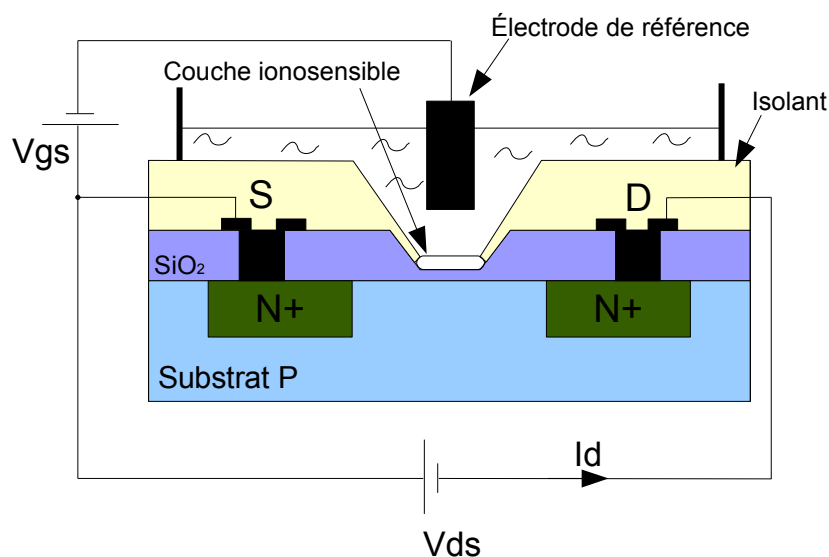 Électrode de référence
Couche ionosensible
Isolant
Vgs
S
D
SiO₂
N+
N+
Substrat P
Id
Vds